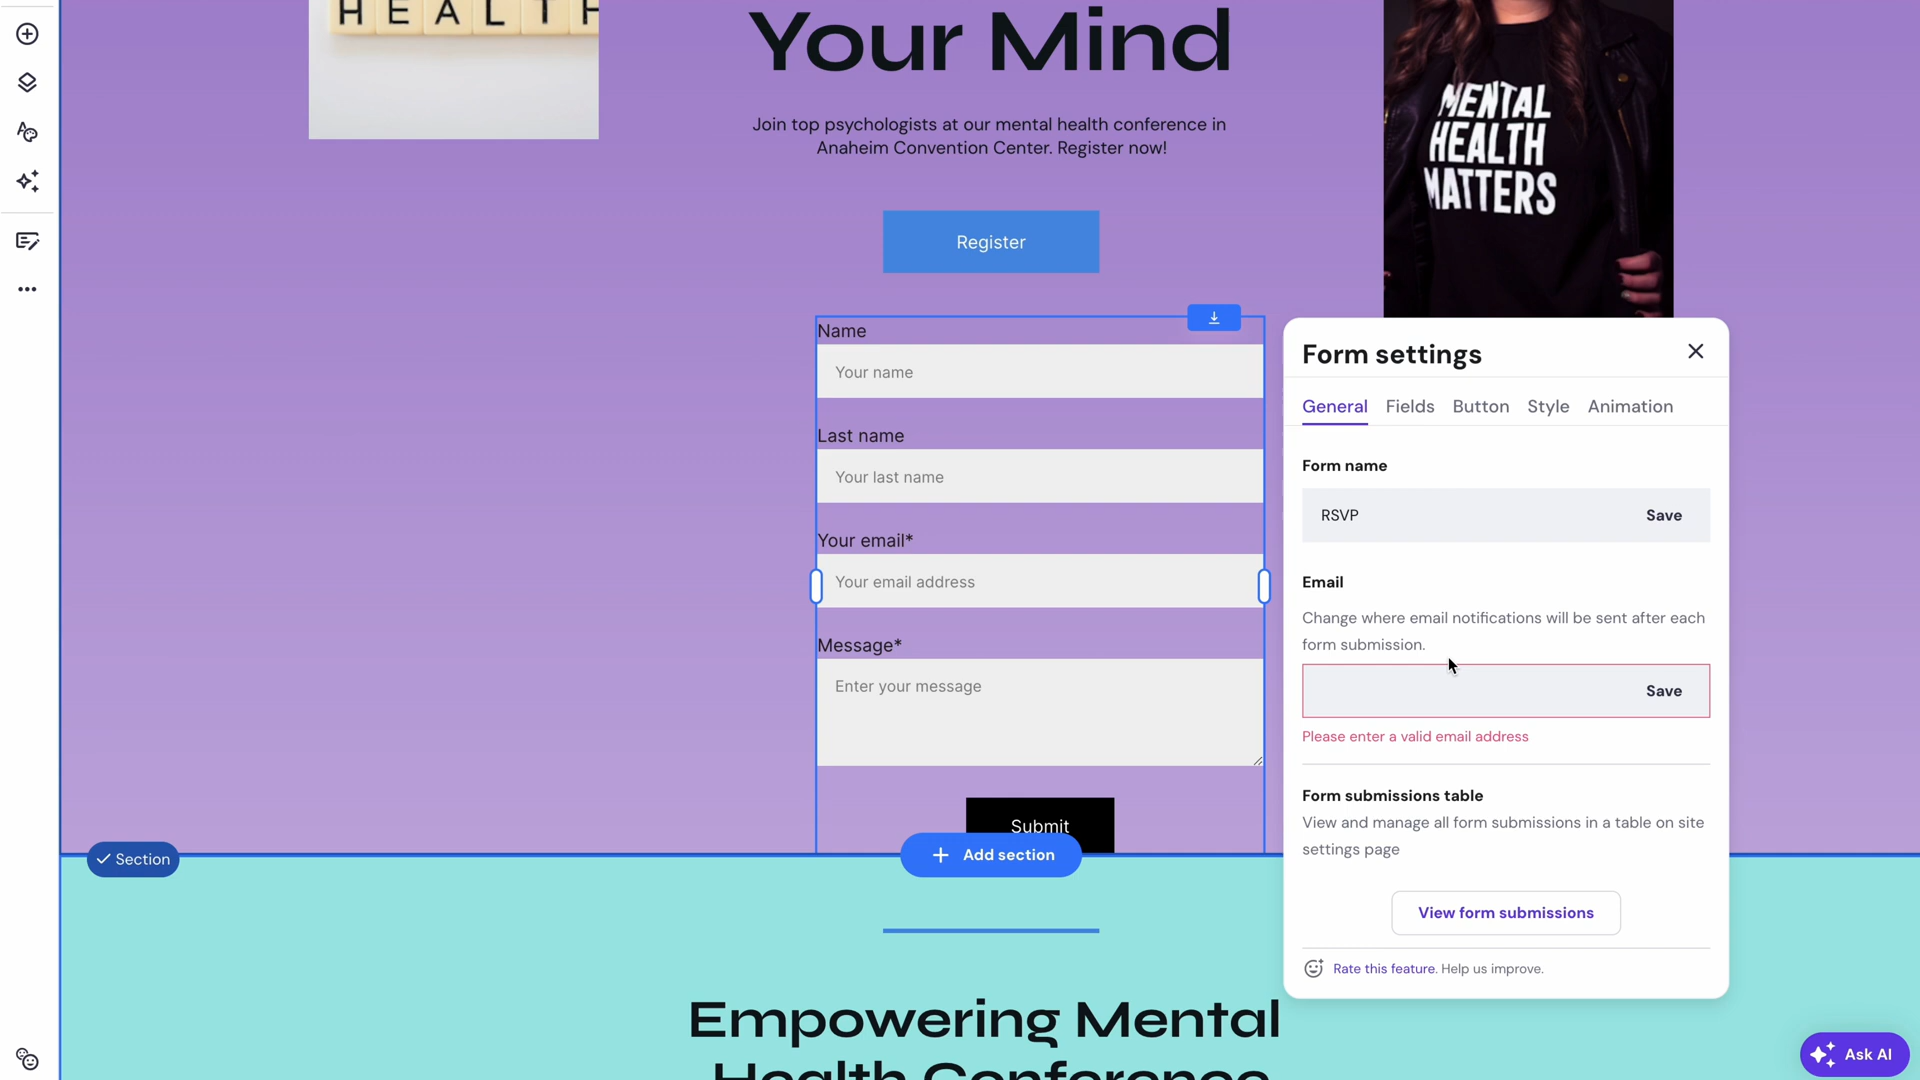 HEALTH
Your Mind
Join top psychologists at our mental health conference in
Anaheim Convention Center. Register now!
Register
MENTAL
HEALTH
MATTERS
Name
Your name
Last name
Your last name
Your email*
Your email address
Message*
Enter your message
Submit
Section
Add section
Empowering Mental
Health Conference
Form settings
General Fields Button Style Animation
Form name
RSVP Save
Email
Change where email notifications will be sent after each
form submission.
Save
Please enter a valid email address
Form submissions table
View and manage all form submissions in a table on site
settings page
View form submissions
Rate this feature. Help us improve.
Ask AI